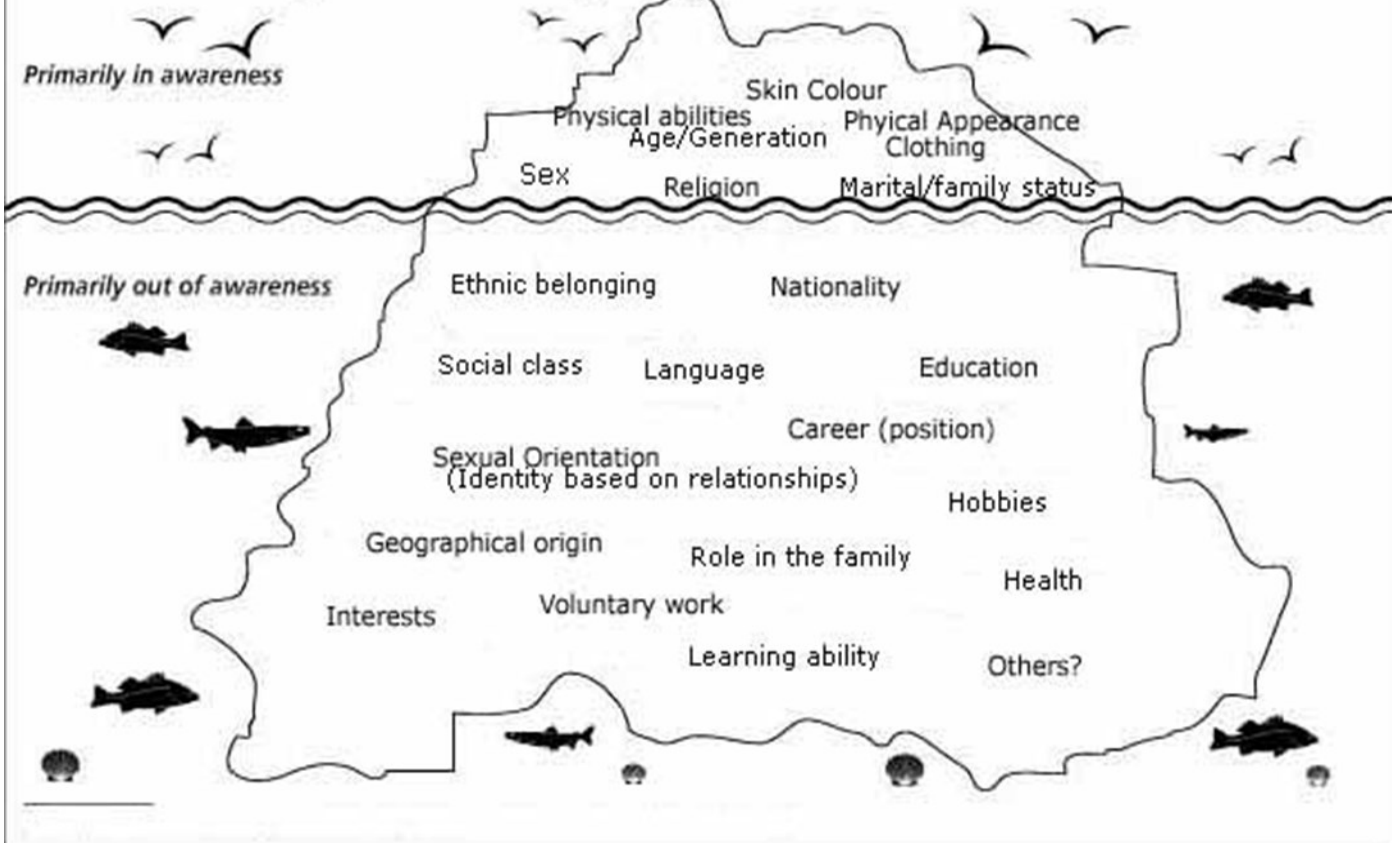 Primarily in awareness
Skin Colour
Physical abilities
Phyical Appearance
Age/Generation
Clothing
Sex
Religion
Marital/family status
Primarily out of awareness
Ethnic belonging
Nationality
Social class
Language
Education
Career (position)
Sexual Orientation
(Identity based on relationships)
Hobbies
Geographical origin
Role in the family
Health
Interests
Voluntary work
Learning ability
Others?